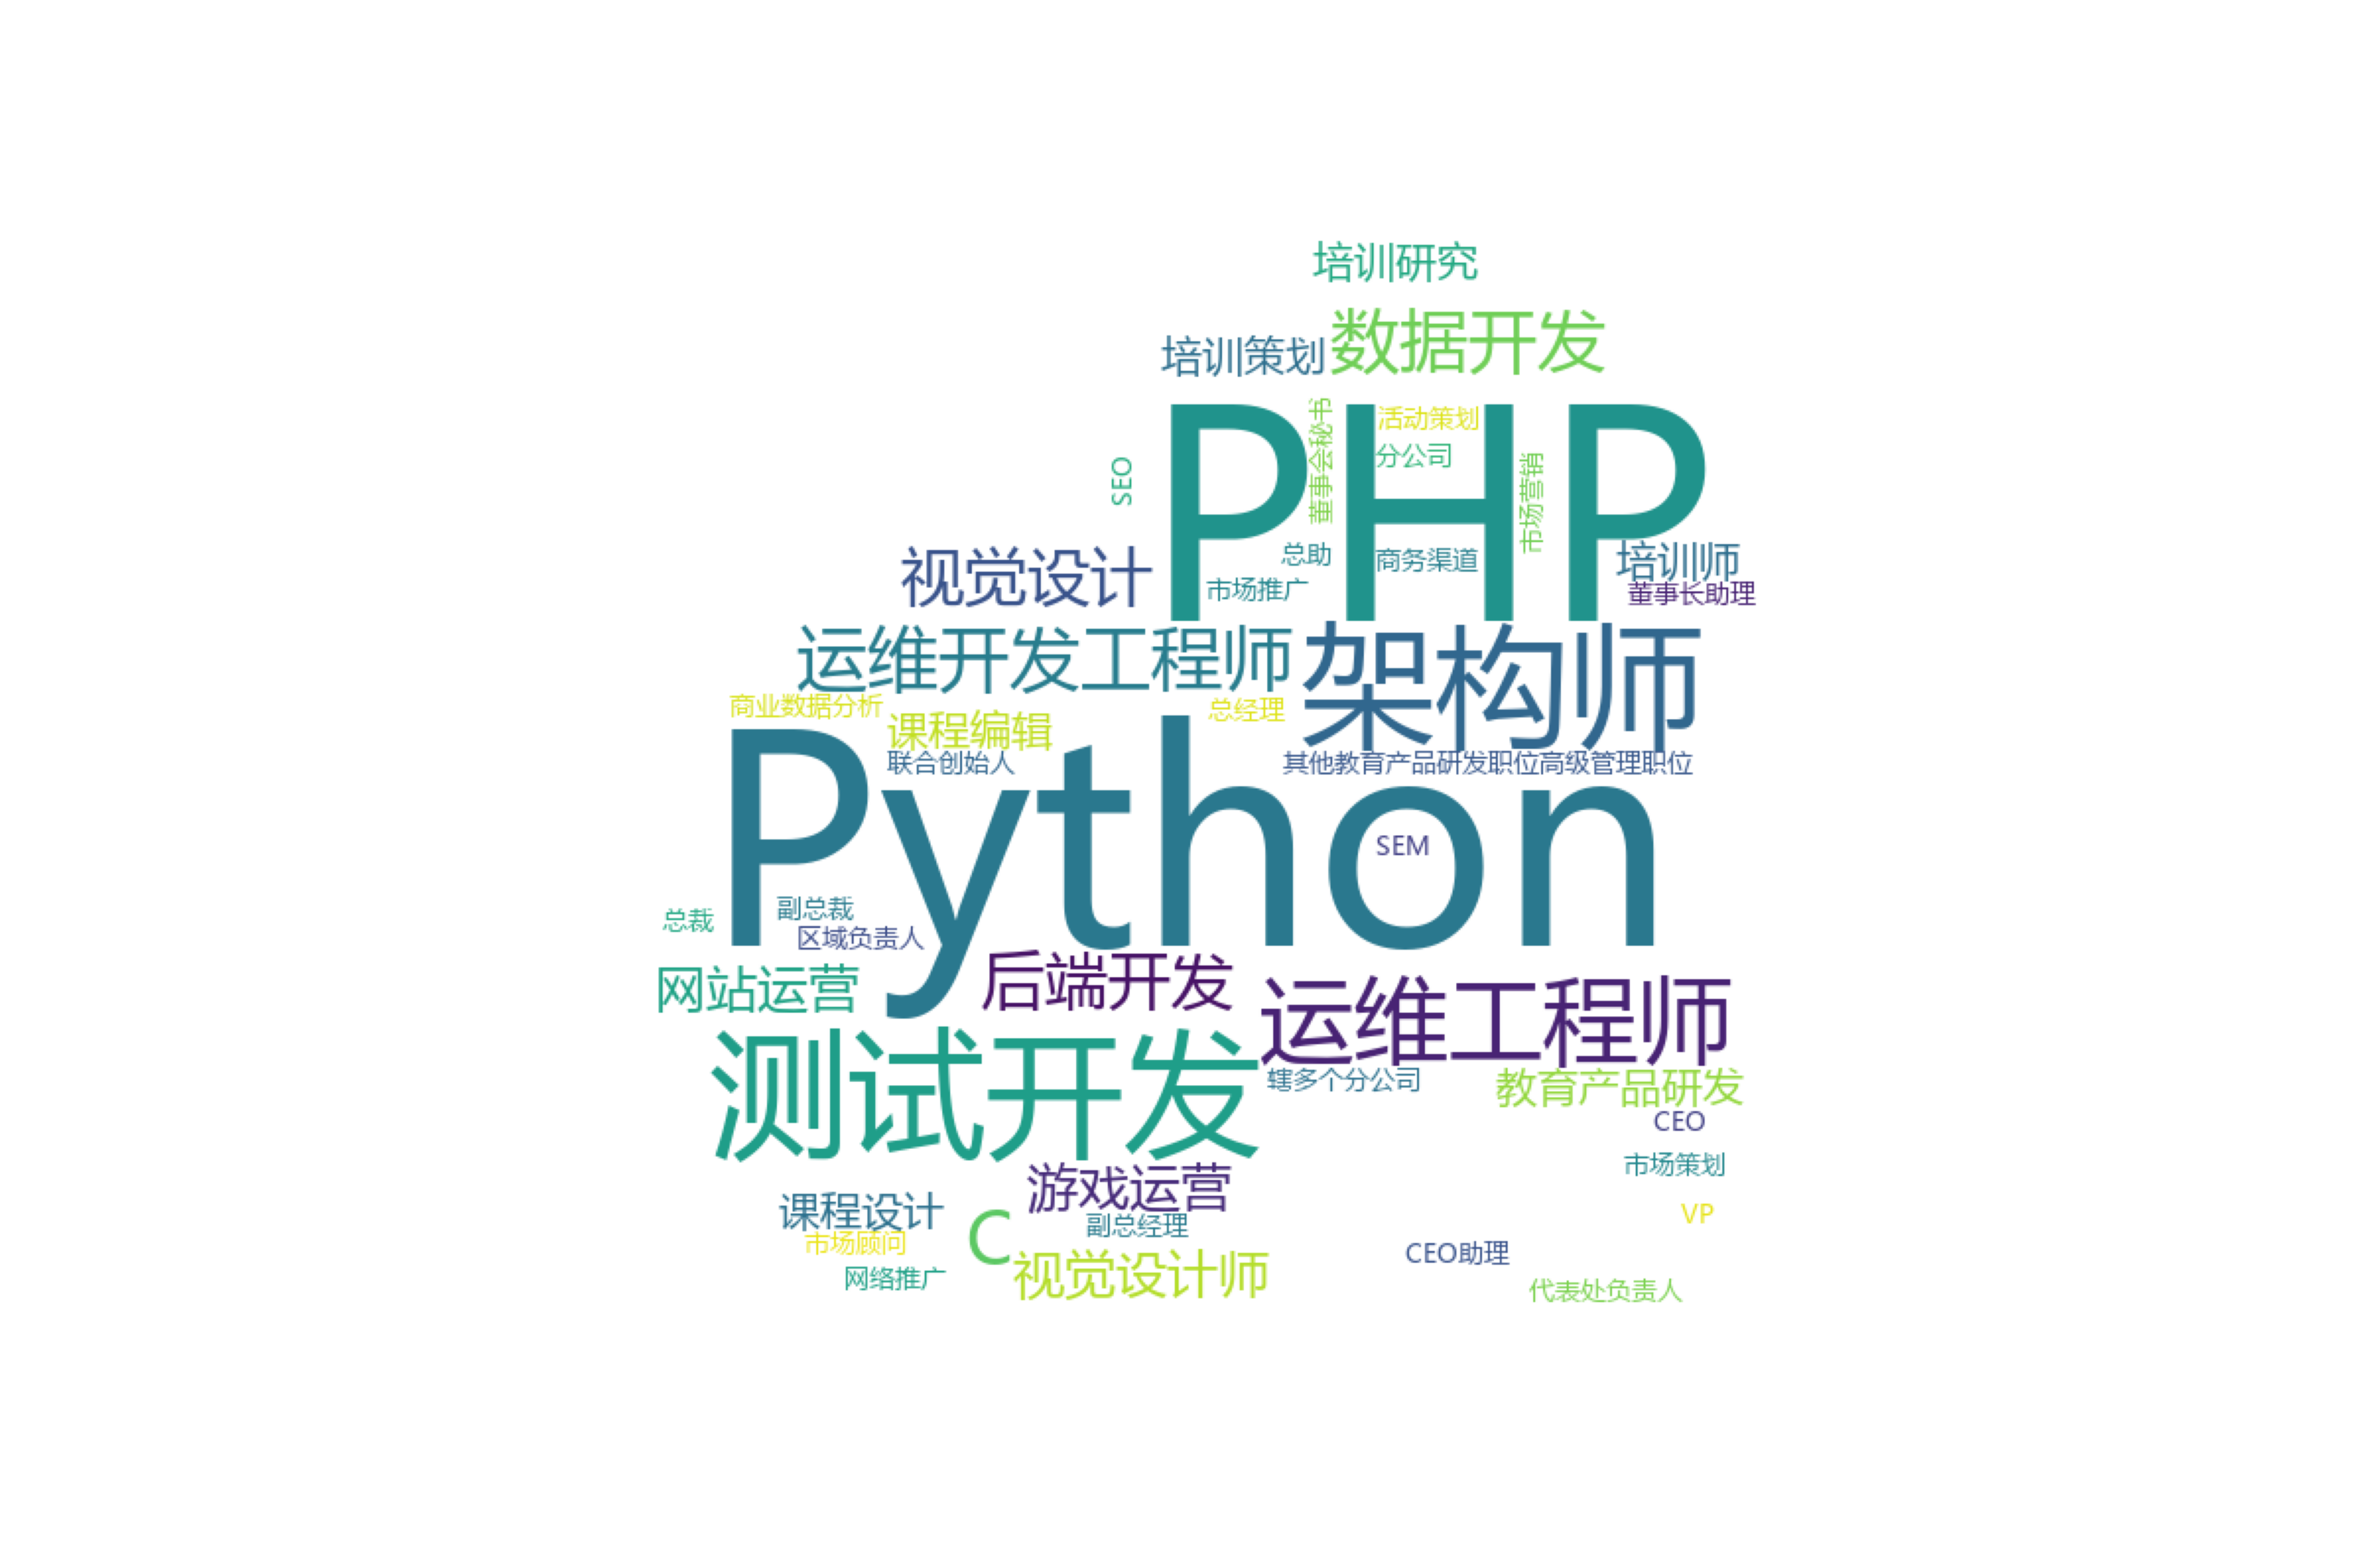 培训研究
数据开发
培训策划
PHP
董事会秘书
活动策划
分公司
SEO
市场营销
总助
商务渠道
培训师
视觉设计
市场推广
董事长助理
运维开发工程师
架构师
商业数据分析
总经理
课程编辑
联合创始人
其他教育产品研发职位高级管理职位
Python
SEM
副总裁
总裁
区域负责人
后端开发
网站运营
运维工程师
测试开发
辖多个分公司
教育产品研发
CEO
市场策划
游戏运营
课程设计
VP
副总经理
C
市场顾问
CEO助理
视觉设计师
网络推广
代表处负责人